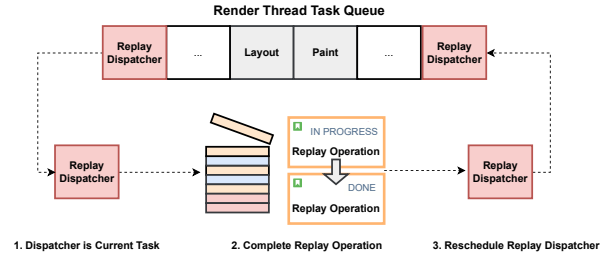 Render Thread Task Queue
Replay
Dispatcher
...
Layout
Paint
...
Replay
Dispatcher
Replay
Dispatcher
IN PROGRESS
Replay Operation
DONE
Replay Operation
Replay
Dispatcher
1. Dispatcher is Current Task
2. Complete Replay Operation
3. Reschedule Replay Dispatcher